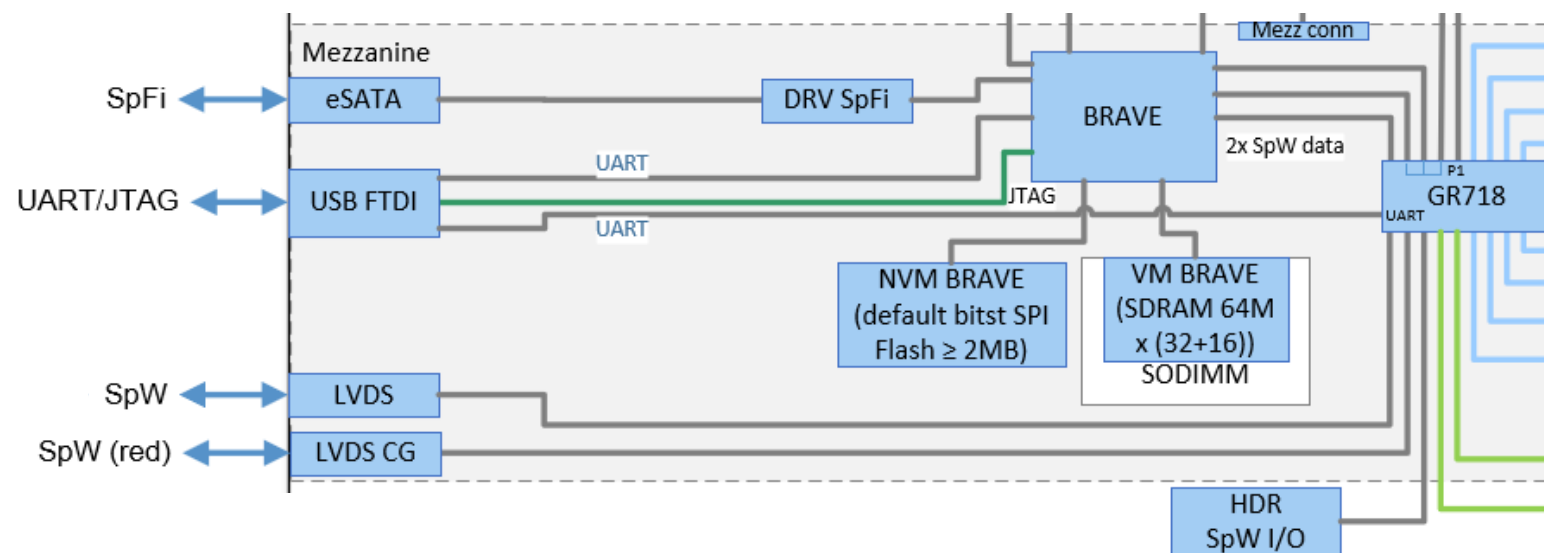 Mezz conn
Mezzanine
SpFi
eSATA
DRV SpFi
BRAVE
2x SpW data
UART
P1
UART/JTAG
USB FTDI
JTAG
GR718
UART
UART
NVM BRAVE
(default bitst SPI
Flash ≥ 2MB)
VM BRAVE
(SDRAM 64M
x (32+16))
SODIMM
SpW
LVDS
SpW (red)
LVDS CG
HDR
SpW I/O